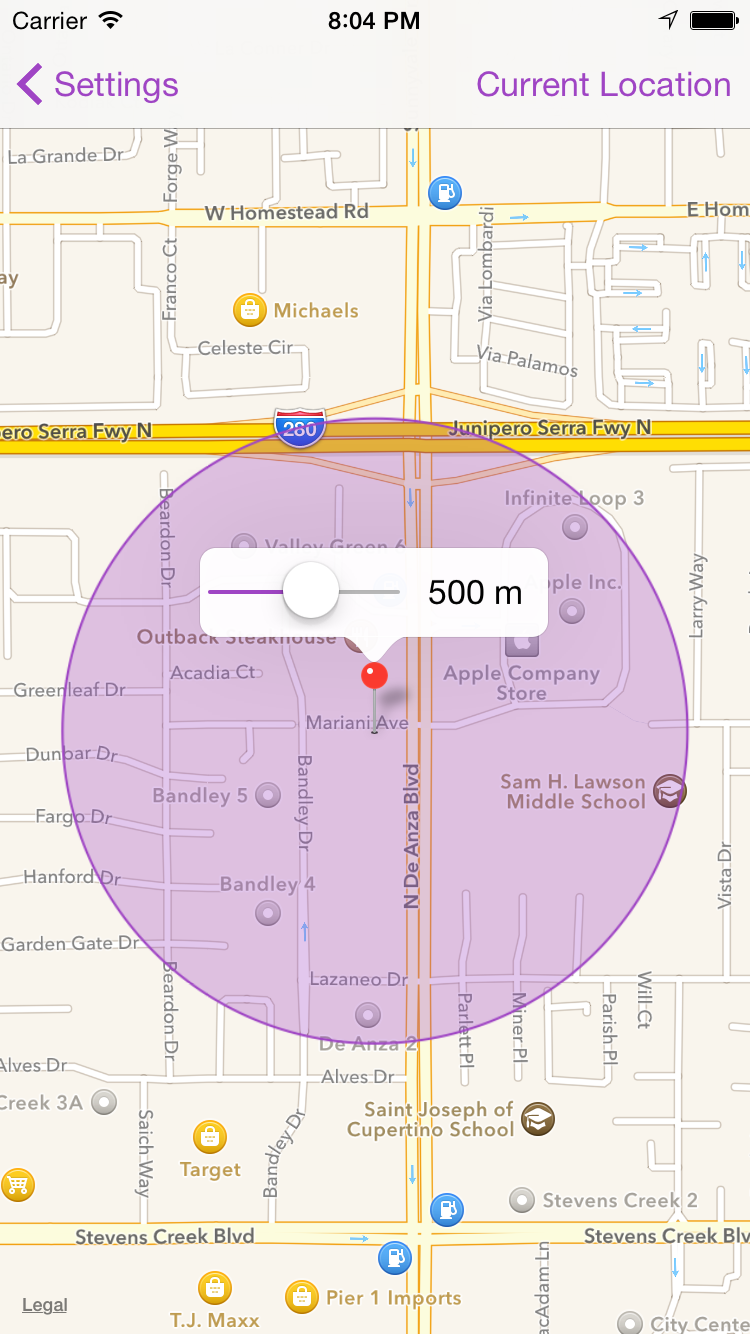 Carrier 8:04 PM
Settings Current Location
La Grande Dr
Forge W
W Homestead Rd
E Hom
Franco Ct
Via Lombardi
ay
Michaels
Celeste Cir
Via Palamos
280
pero Serra Fwy N
Junipero Serra Fwy N
Infinite Loop 3
Beardon Dr
Valley Green 6
500 m
pple Inc.
Larry Way
Outback Steakhouse
Acadia Ct
Apple Company
Store
Greenleaf Dr
Mariani Ave
Dunbar Dr
Bandley Dr
N De Anza Blvd
Sam H. Lawson
Middle School
Bandley 5
Fargo Dr
Vista Dr
Hanford Dr
Bandley 4
Garden Gate Dr
Beardon Dr
Lazaneo Dr
Parlett Pl
Miner Pl
Parish Pl
Will Ct
De Anza 2
Alves Dr
Alves Dr
Creek 3A
Saich Way
Bandley Dr
Saint Joseph of
Cupertino School
Target
Stevens Creek 2
Stevens Creek Blvd
Stevens Creek Blv
acAdam Ln
Legal
T.J. Maxx
Pier 1 Imports
City Cente